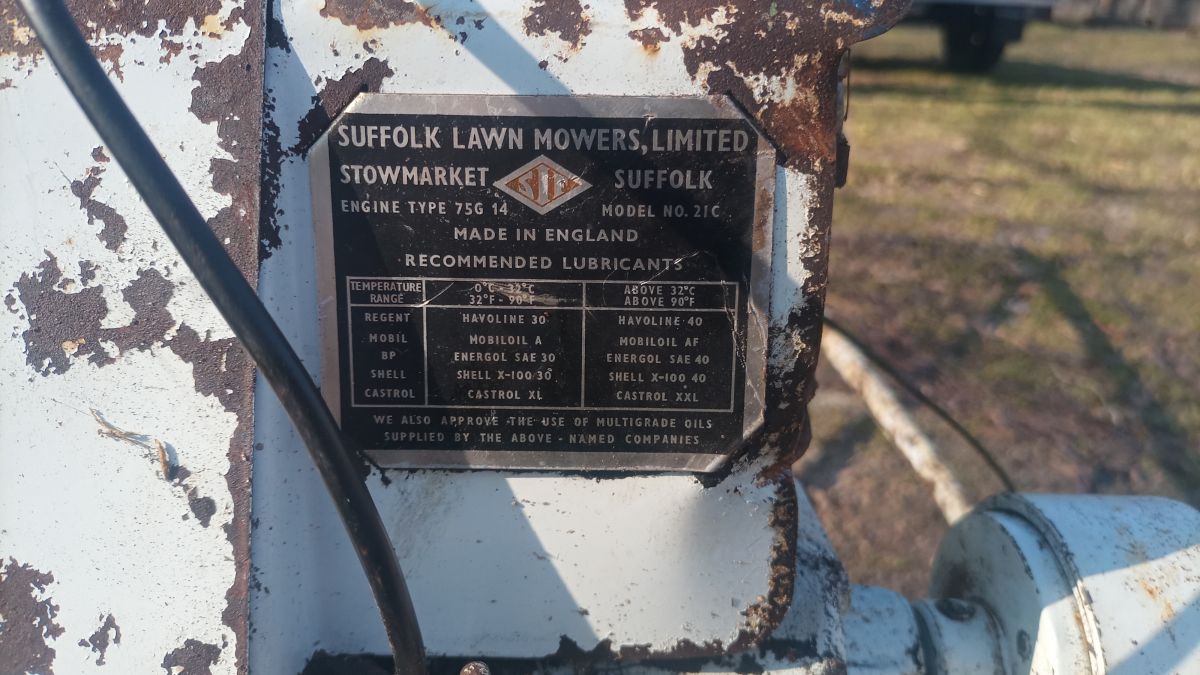 SUFFOLK LAWN MOWERS, LIMITED
STOWMARKET SIF SUFFOLK
ENGINE TYPE 75G 14 MODEL NO. 21C
MADE IN ENGLAND
RECOMMENDED LUBRICANTS
TEMPERATURE RANGE 0°C - 32°C ABOVE 32°C
32°F - 90°F ABOVE 90°F
REGENT HAVOLINE 30 HAVOLINE 40
MOBIL MOBILOIL A MOBILOIL AF
BP ENERGOL SAE 30 ENERGOL SAE 40
SHELL SHELL X-100 30 SHELL X-100 40
CASTROL CASTROL XL CASTROL XXL
WE ALSO APPROVE THE USE OF MULTIGRADE OILS
SUPPLIED BY THE ABOVE - NAMED COMPANIES